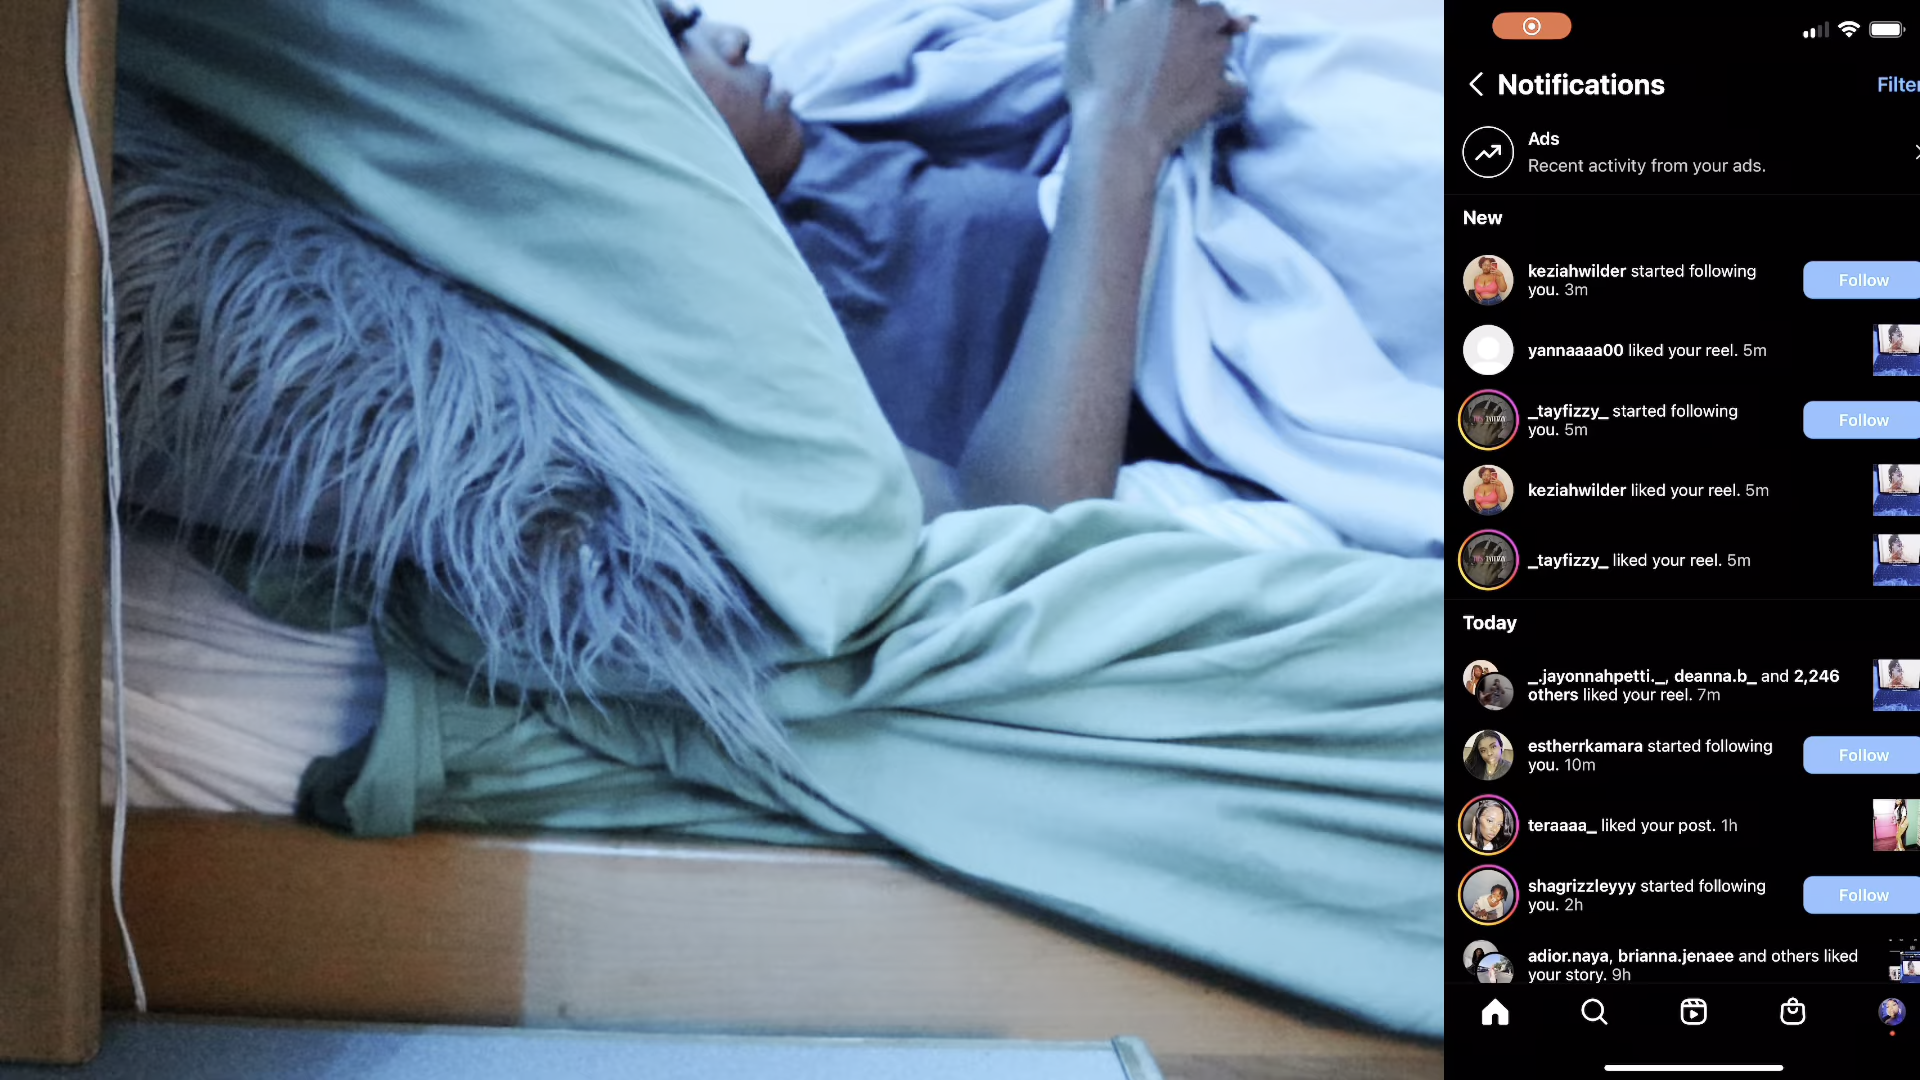 Notifications
Filter
Ads
Recent activity from your ads.
New
keziahwilder started following
you. 3m
Follow
yannaaaa00 liked your reel. 5m
_tayfizzy_ started following
you. 5m
Follow
keziahwilder liked your reel. 5m
_tayfizzy_ liked your reel. 5m
Today
_.jayonnahpetti._, deanna.b_ and 2,246
others liked your reel. 7m
estherrkamara started following
you. 10m
Follow
teraaaa_ liked your post. 1h
shagrizzleyyy started following
you. 2h
Follow
adior.naya, brianna.jenaee and others liked
your story. 9h